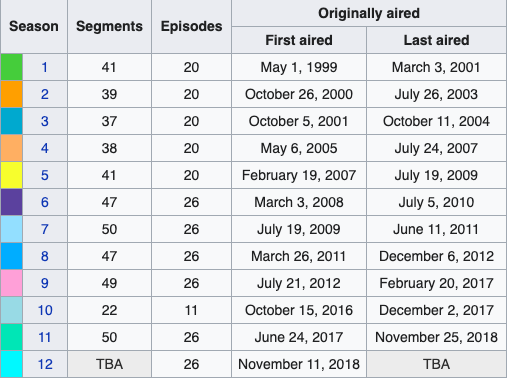 Season Segments Episodes Originally aired
First aired Last aired
1 41 20 May 1, 1999 March 3, 2001
2 39 20 October 26, 2000 July 26, 2003
3 37 20 October 5, 2001 October 11, 2004
4 38 20 May 6, 2005 July 24, 2007
5 41 20 February 19, 2007 July 19, 2009
6 47 26 March 3, 2008 July 5, 2010
7 50 26 July 19, 2009 June 11, 2011
8 47 26 March 26, 2011 December 6, 2012
9 49 26 July 21, 2012 February 20, 2017
10 22 11 October 15, 2016 December 2, 2017
11 50 26 June 24, 2017 November 25, 2018
12 TBA 26 November 11, 2018 TBA